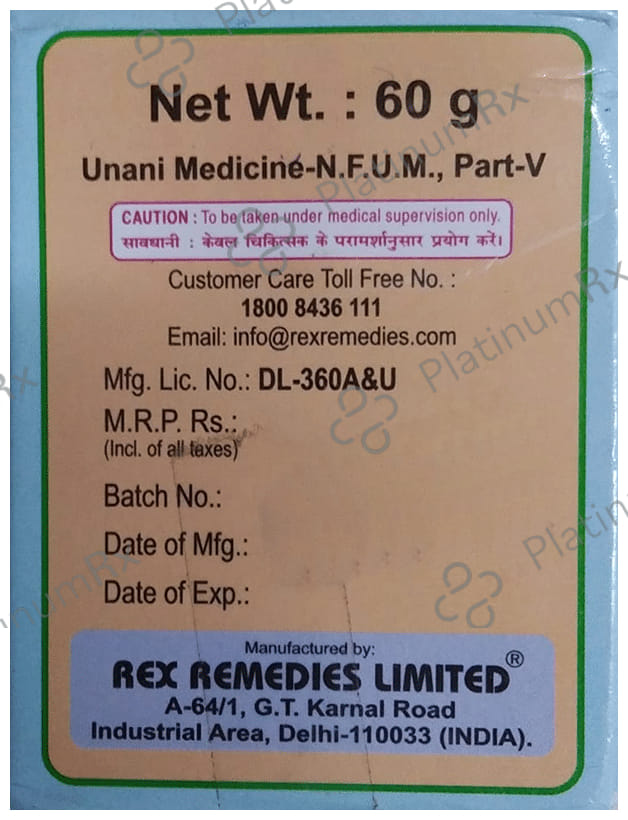 Net Wt. : 60 g
Unani Medicine-N.F.U.M., Part-V
CAUTION : To be taken under medical supervision only.
सावधानी : केवल चिकित्सक के परामर्शानुसार प्रयोग करें।
Customer Care Toll Free No. :
1800 8436 111
Email: info@rexremedies.com
Mfg. Lic. No.: DL-360A&U
M.R.P. Rs.:
(Incl. of all taxes)
Batch No.:
Date of Mfg.:
Date of Exp.:
Manufactured by:
REX REMEDIES LIMITED®
A-64/1, G.T. Karnal Road
Industrial Area, Delhi-110033 (INDIA).
PlatinumRx
PlatinumRx
PlatinumRx